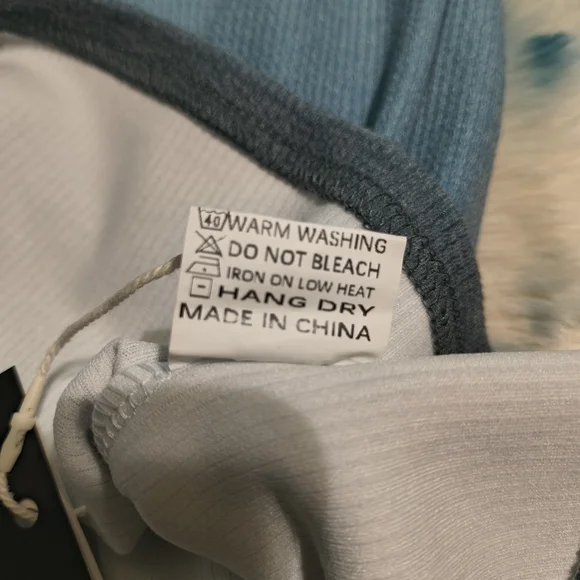 40 WARM WASHING
DO NOT BLEACH
IRON ON LOW HEAT
HANG DRY
MADE IN CHINA